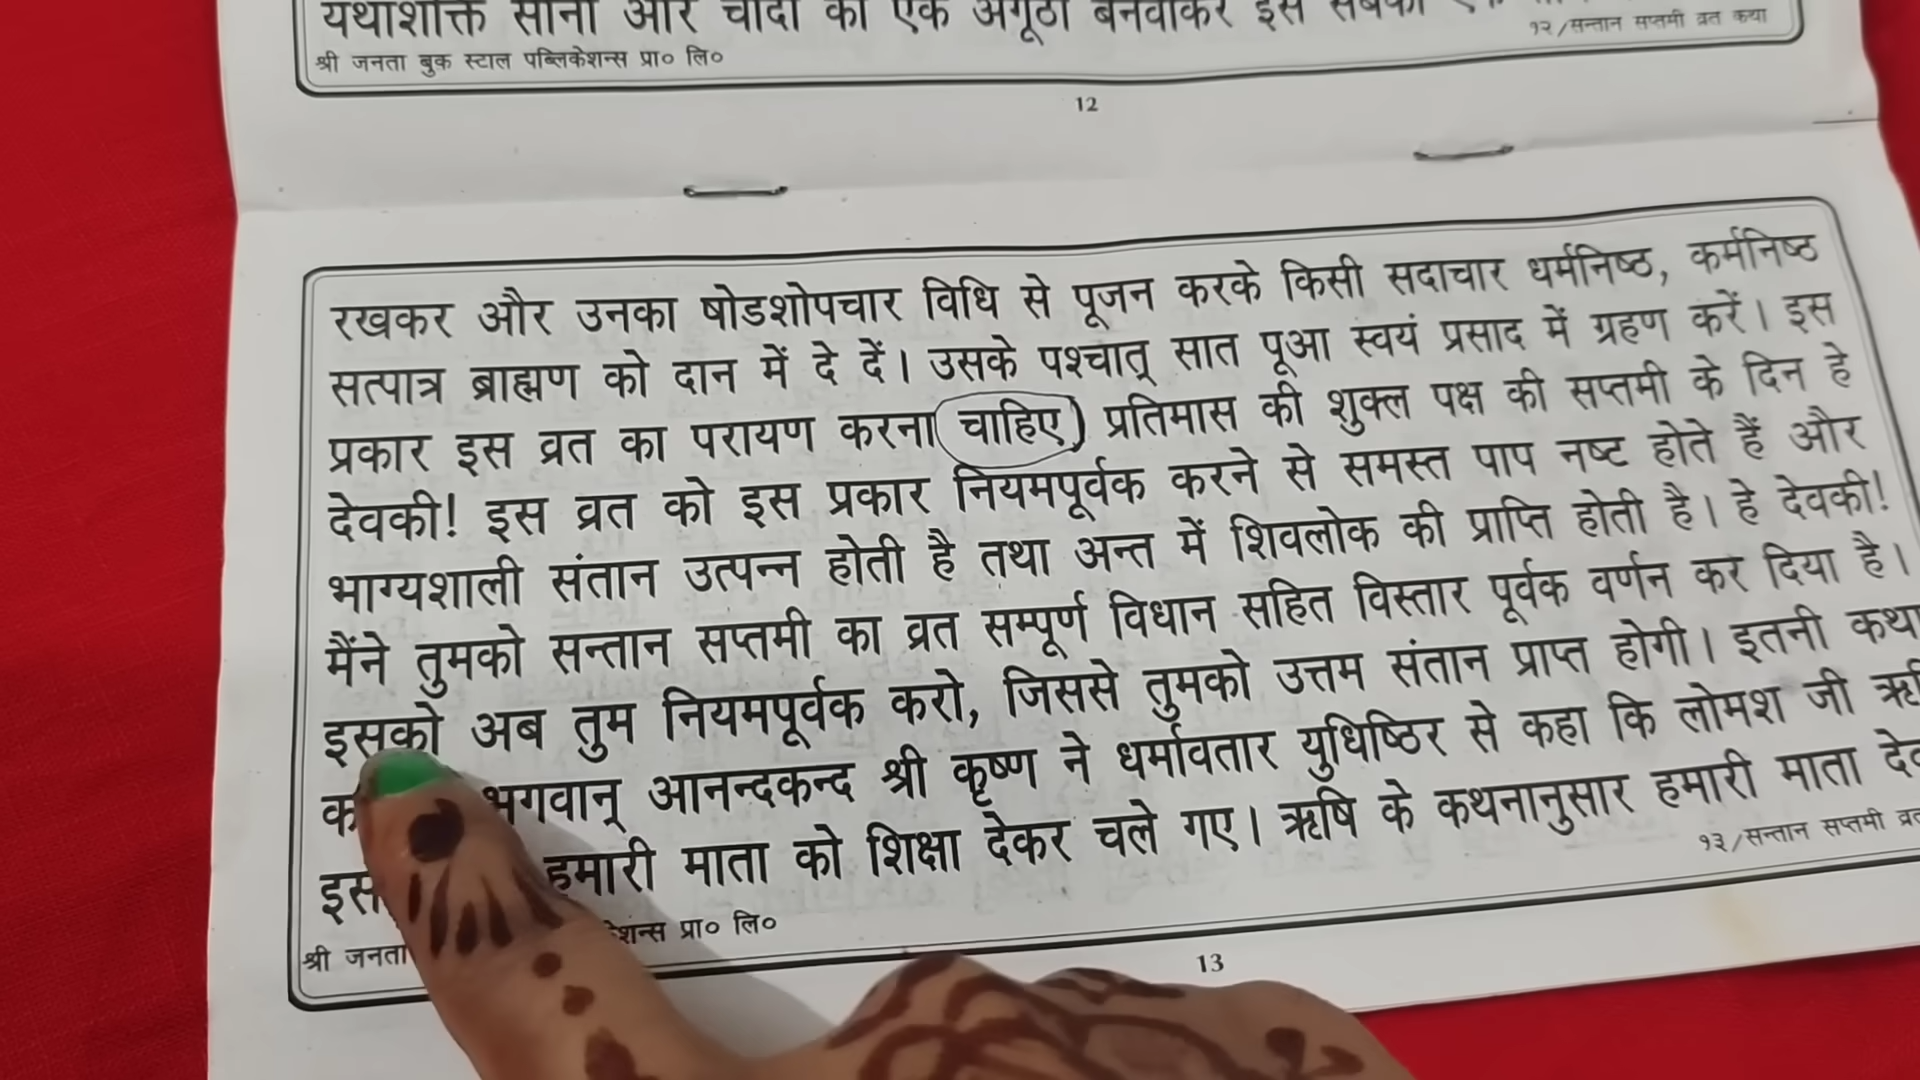 यथाशक्ति सोना और चांदी की एक अंगूठी बनवाकर इन सबको
श्री जनता बुक स्टाल पब्लिकेशन्स प्रा० लि०
१२/सन्तान सप्तमी व्रत कथा
12
रखकर और उनका षोडशोपचार विधि से पूजन करके किसी सदाचार धर्मनिष्ठ, कर्मनिष्ठ
सत्पात्र ब्राह्मण को दान में दे दें। उसके पश्चात् सात पूआ स्वयं प्रसाद में ग्रहण करें। इस
प्रकार इस व्रत का परायण करना चाहिए प्रतिमास की शुक्ल पक्ष की सप्तमी के दिन हे
देवकी! इस व्रत को इस प्रकार नियमपूर्वक करने से समस्त पाप नष्ट होते हैं और
भाग्यशाली संतान उत्पन्न होती है तथा अन्त में शिवलोक की प्राप्ति होती है। हे देवकी!
मैंने तुमको सन्तान सप्तमी का व्रत सम्पूर्ण विधान सहित विस्तार पूर्वक वर्णन कर दिया है।
इसको अब तुम नियमपूर्वक करो, जिससे तुमको उत्तम संतान प्राप्त होगी। इतनी कथा
भगवान् आनन्दकन्द श्री कृष्ण ने धर्मावतार युधिष्ठिर से कहा कि लोमश जी
हमारी माता को शिक्षा देकर चले गए। ऋषि के कथनानुसार हमारी माता
श्री जनता प्रा० लि०
१३/सन्तान सप्तमी व्रत
13